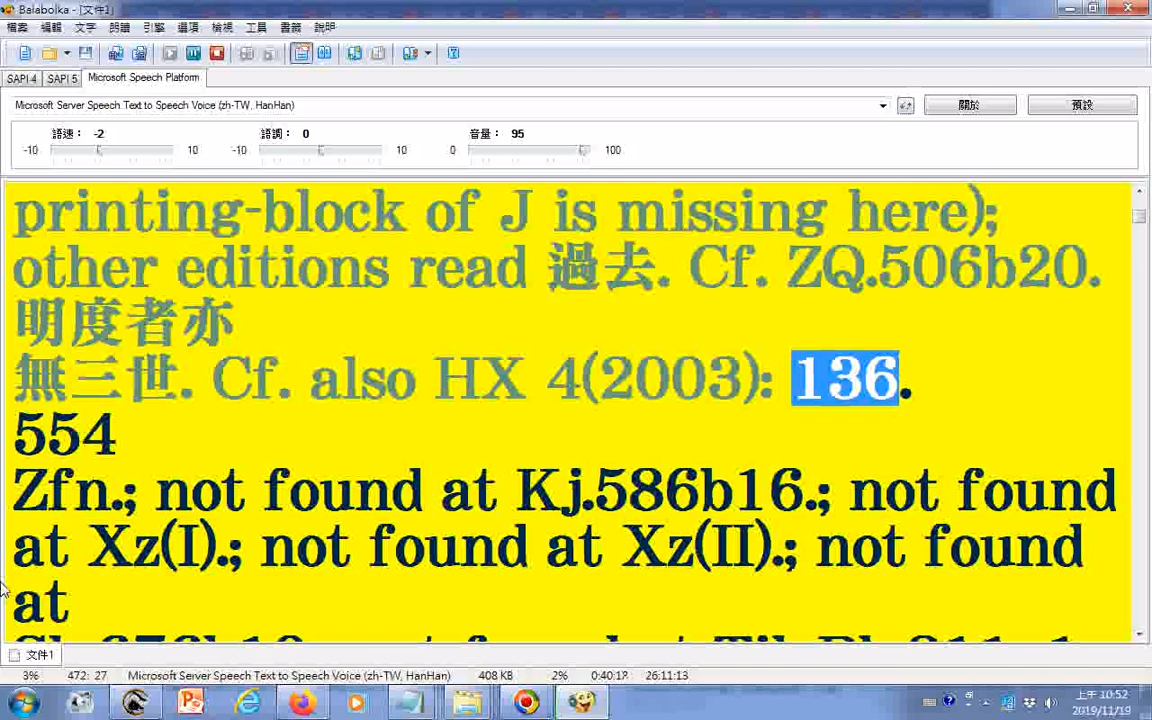 Balabolka - [文件1]
檔案 編輯 文字 朗讀 引擎 選項 檢視 工具 書籤 說明
SAPI 4 SAPI 5 Microsoft Speech Platform
Microsoft Server Speech Text to Speech Voice (zh-TW, HanHan) 關於 預設
語速： -2 語調： 0 音量： 95
-10 10 -10 10 0 100
printing-block of J is missing here);
other editions read 過去. Cf. ZQ.506b20.
明度者亦
無三世. Cf. also HX 4(2003): 136.
554
Zfn.; not found at Kj.586b16.; not found
at Xz(I).; not found at Xz(II).; not found
at
文件1
3% 472: 27 Microsoft Server Speech Text to Speech Voice (zh-TW, HanHan) 408 KB 2% 0:40:18 26:11:13
上午 10:52
2019/11/19